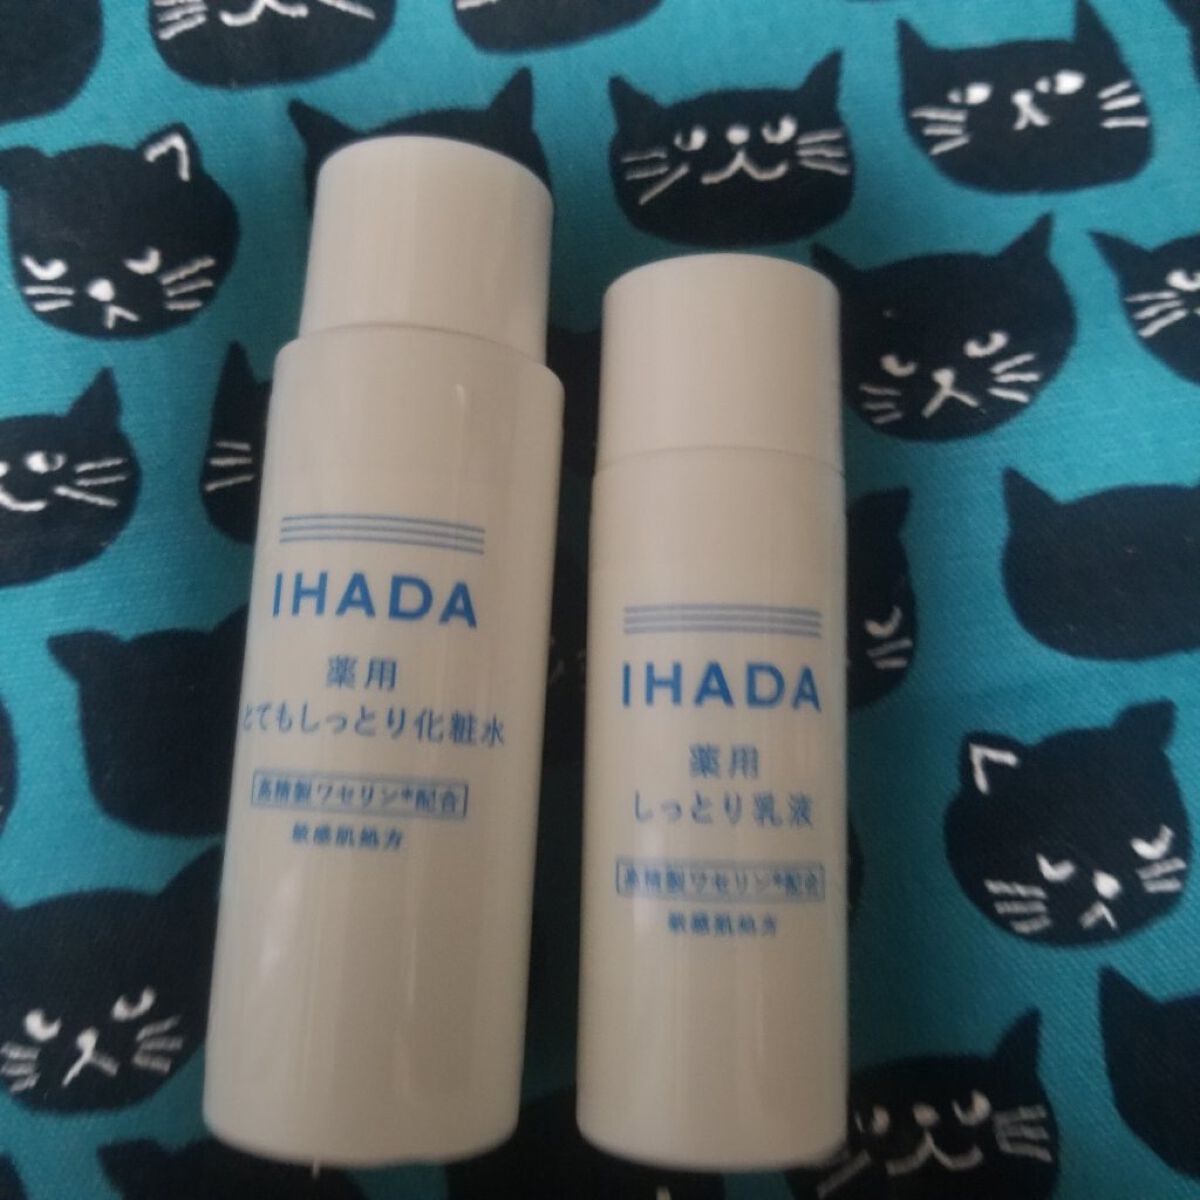 IHADA
薬用
とてもしっとり化粧水
高精製ワセリン*配合
敏感肌処方
IHADA
薬用
しっとり乳液
高精製ワセリン*配合
敏感肌処方